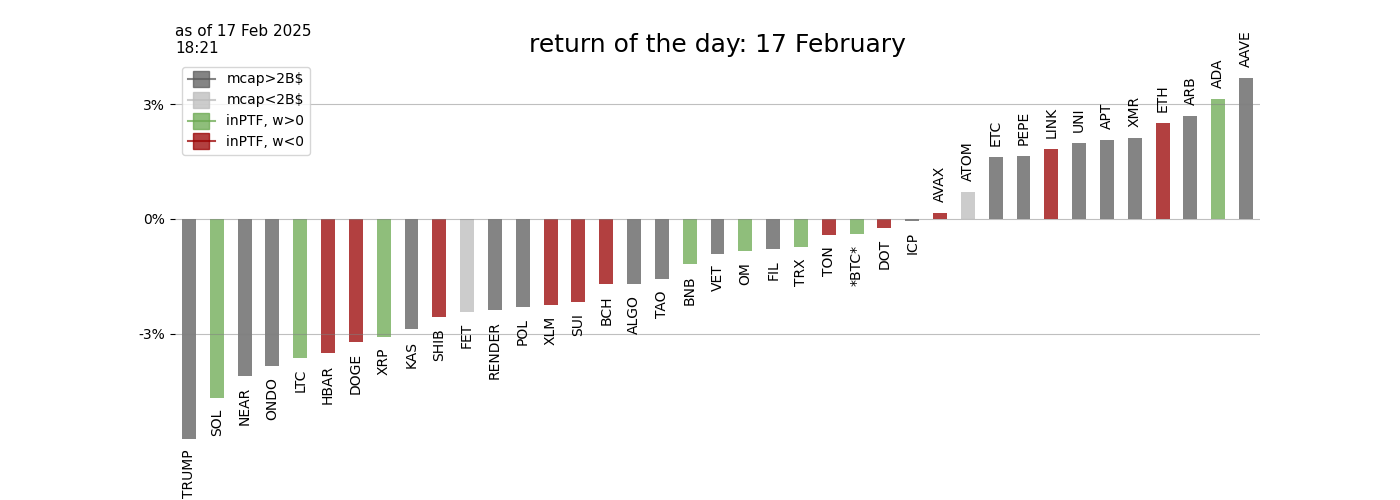 as of 17 Feb 2025
18:21
return of the day: 17 February
mcap>2B$
mcap<2B$
inPTF, w>0
inPTF, w<0
3%
0%
-3%
TRUMP
SOL
NEAR
ONDO
LTC
HBAR
DOGE
XRP
KAS
SHIB
FET
RENDER
POL
XLM
SUI
BCH
ALGO
TAO
BNB
VET
OM
FIL
TRX
TON
*BTC*
DOT
ICP
AVAX
ATOM
ETC
PEPE
LINK
UNI
APT
XMR
ETH
ARB
ADA
AAVE